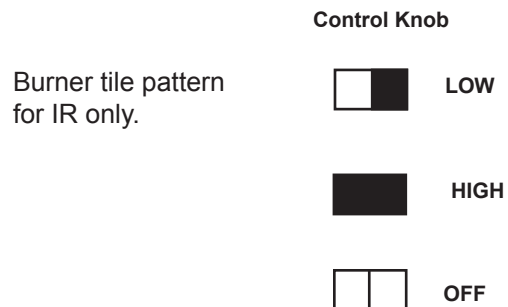 Control Knob
Burner tile pattern
for IR only.
LOW
HIGH
OFF